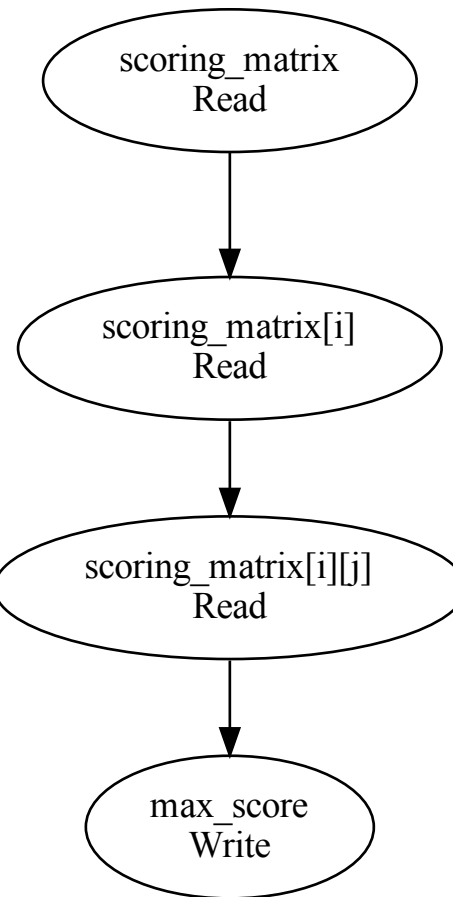 scoring_matrix
Read
scoring_matrix[i]
Read
scoring_matrix[i][j]
Read
max_score
Write